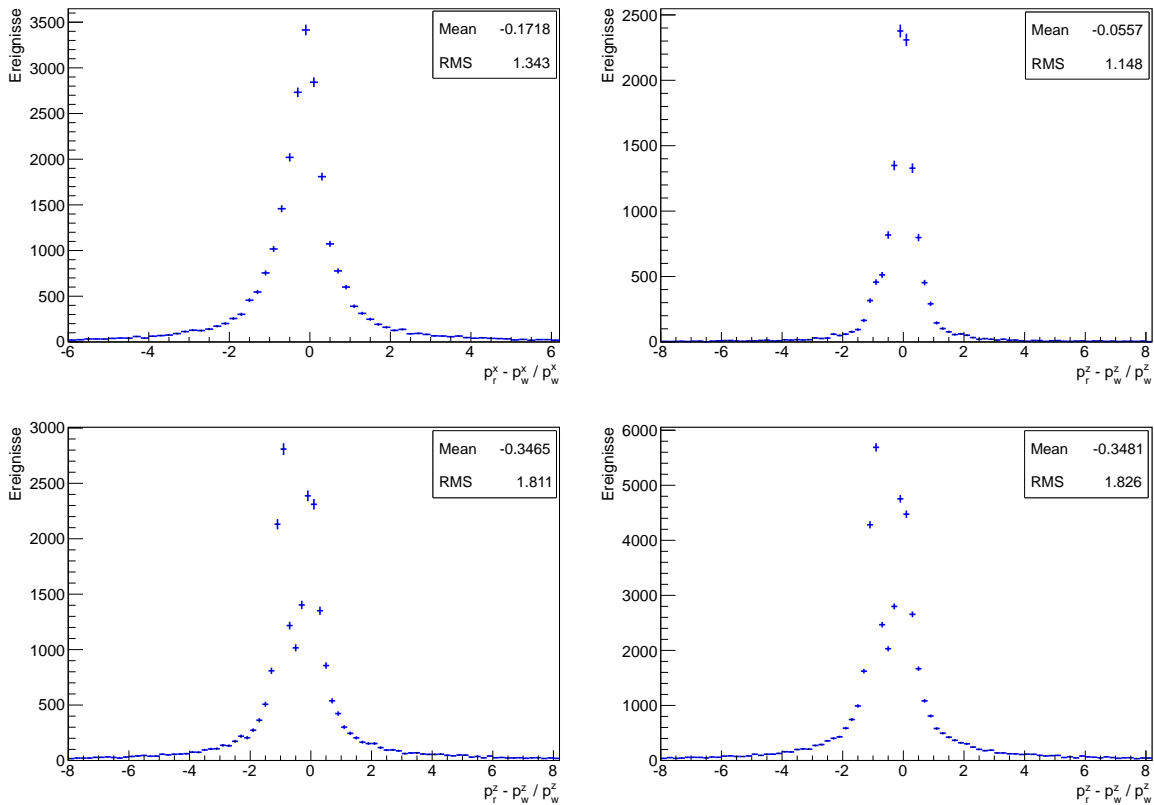 Ereignisse
3500
3000
2500
2000
1500
1000
500
0
Mean -0.1718
RMS 1.343
-6 -4 -2 0 2 4 6
p_r^x - p_w^x / p_w^x
Ereignisse
2500
2000
1500
1000
500
0
Mean -0.0557
RMS 1.148
-8 -6 -4 -2 0 2 4 6 8
p_r^z - p_w^z / p_w^z
Ereignisse
3000
2500
2000
1500
1000
500
0
Mean -0.3465
RMS 1.811
-8 -6 -4 -2 0 2 4 6 8
p_r^z - p_w^z / p_w^z
Ereignisse
6000
5000
4000
3000
2000
1000
0
Mean -0.3481
RMS 1.826
-8 -6 -4 -2 0 2 4 6 8
p_r^z - p_w^z / p_w^z